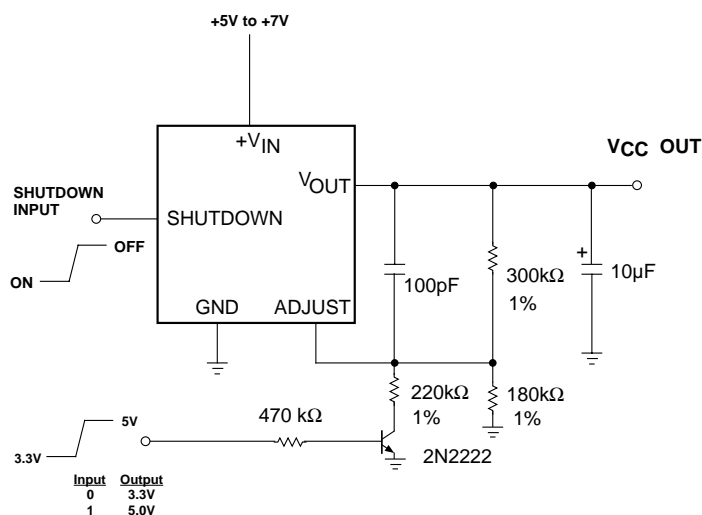 +5V to +7V
+VIN
VCC OUT
VOUT
SHUTDOWN
INPUT
SHUTDOWN
OFF
ON
100pF
300kΩ
1%
+
10µF
GND
ADJUST
220kΩ
1%
180kΩ
1%
470 kΩ
5V
3.3V
2N2222
Input Output
0 3.3V
1 5.0V